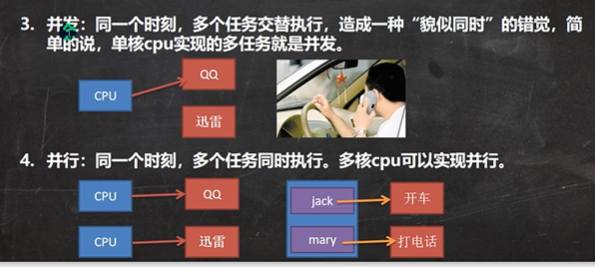 3. 并发：同一个时刻，多个任务交替执行，造成一种“貌似同时”的错觉，简
单的说，单核cpu实现的多任务就是并发。
CPU
QQ
迅雷
4. 并行：同一个时刻，多个任务同时执行。多核cpu可以实现并行。
CPU
QQ
jack
开车
CPU
迅雷
mary
打电话